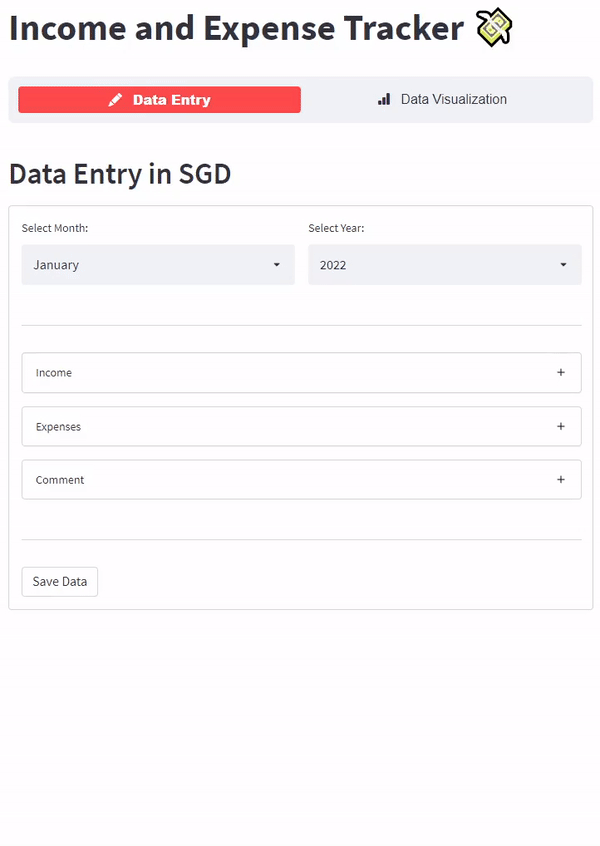 Income and Expense Tracker
Data Entry
Data Visualization
Data Entry in SGD
Select Month:
Select Year:
January
2022
Income
Expenses
Comment
Save Data